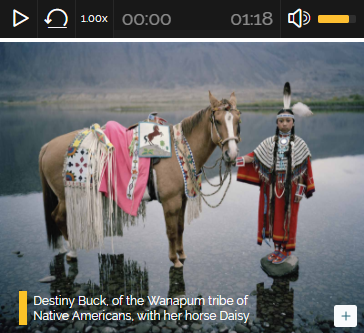 1.00x 00:00 01:18
Destiny Buck, of the Wanapum tribe of
Native Americans, with her horse Daisy